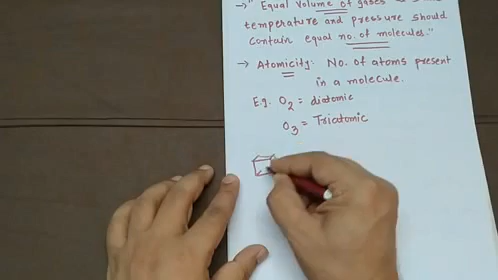 → "Equal Volume of gases
temperature and pressure should
contain equal no. of molecules."
→ Atomicity: No. of atoms present
in a molecule.
Eg. O₂ = diatomic
O₃ = Triatomic